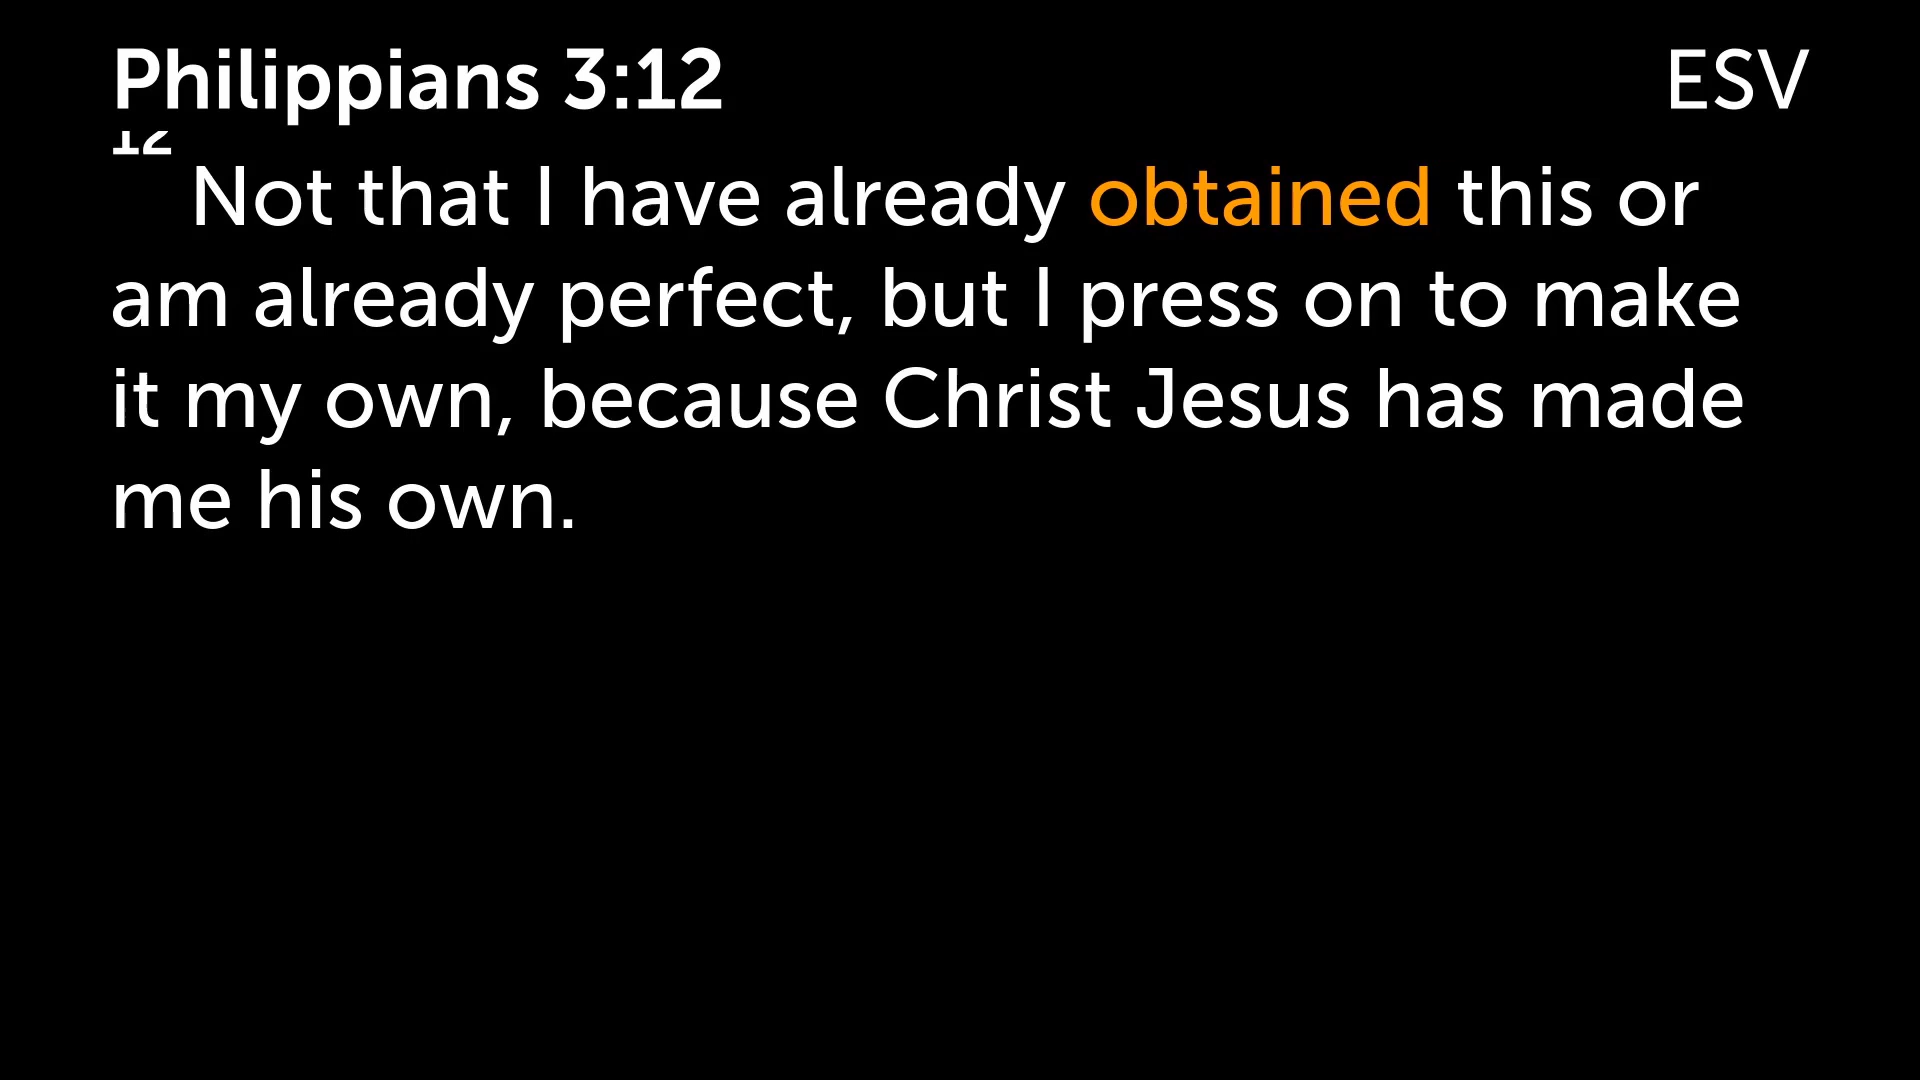 Philippians 3:12 ESV
12 Not that I have already obtained this or
am already perfect, but I press on to make
it my own, because Christ Jesus has made
me his own.